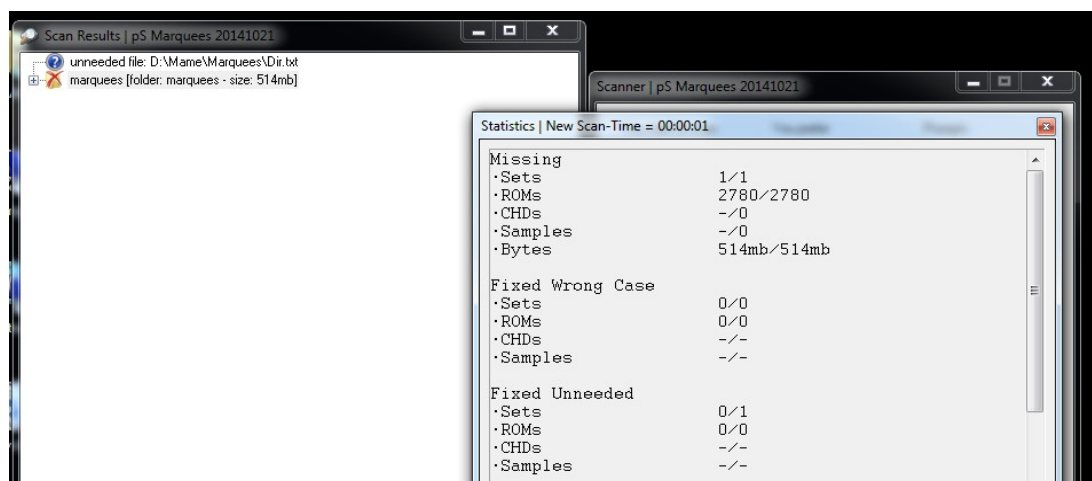 Scan Results | pS Marquees 20141021
unneeded file: D:\Mame\Marquees\Dir.txt
marquees [folder: marquees - size: 514mb]
Scanner | pS Marquees 20141021
Statistics | New Scan-Time = 00:00:01
Missing
·Sets 1/1
·ROMs 2780/2780
·CHDs -/0
·Samples -/0
·Bytes 514mb/514mb
Fixed Wrong Case
·Sets 0/0
·ROMs 0/0
·CHDs -/-
·Samples -/-
Fixed Unneeded
·Sets 0/1
·ROMs 0/0
·CHDs -/-
·Samples -/-